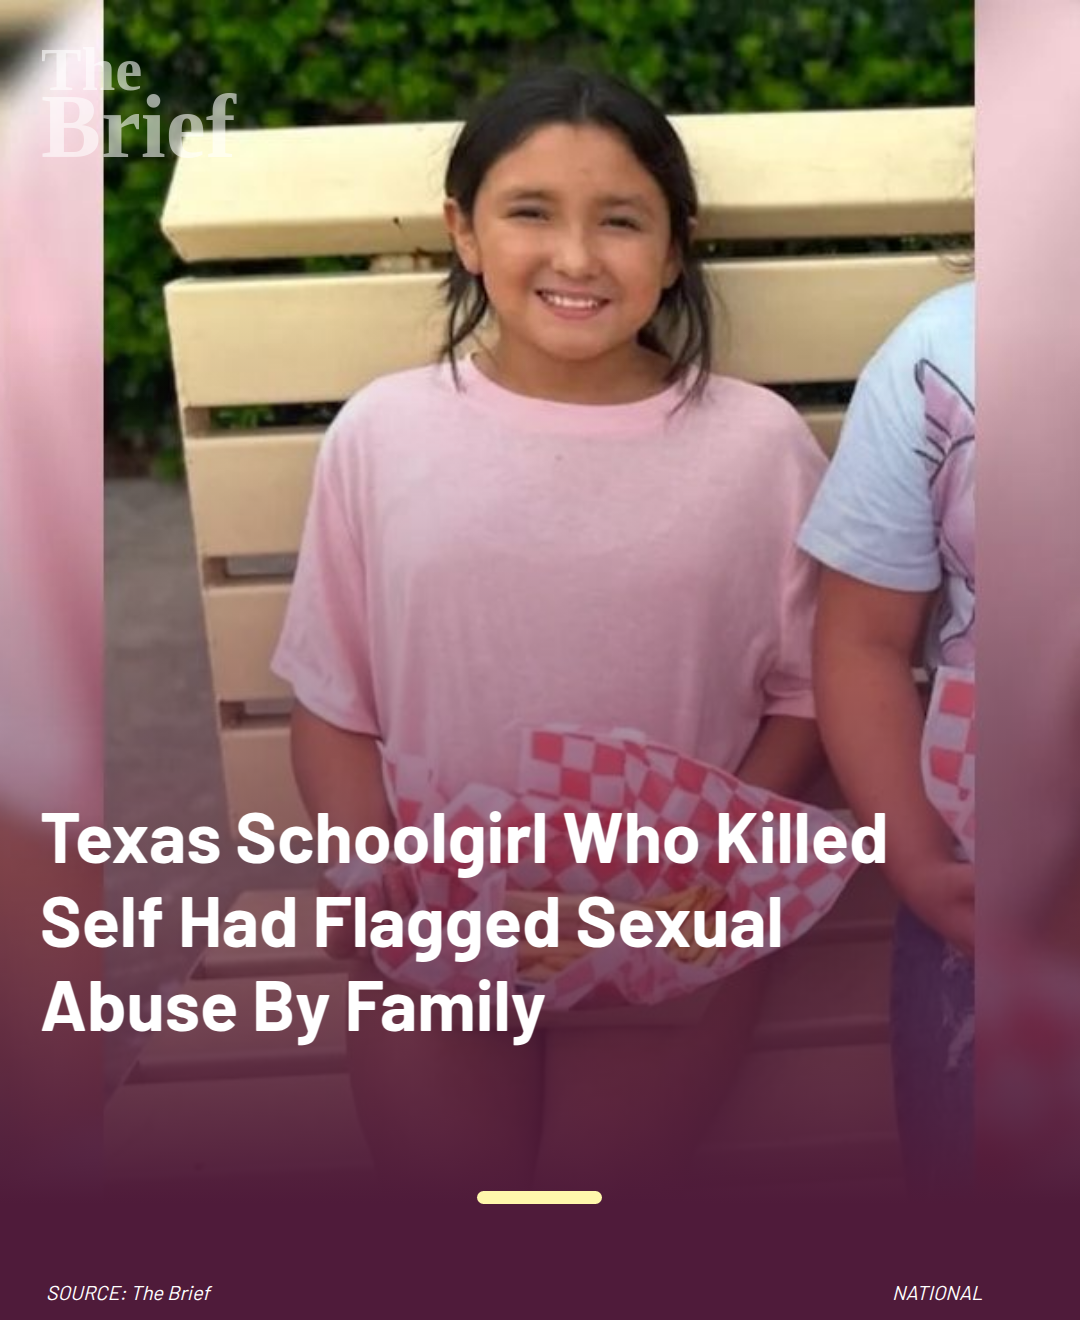 The
Brief
Texas Schoolgirl Who Killed
Self Had Flagged Sexual
Abuse By Family
SOURCE: The Brief
NATIONAL